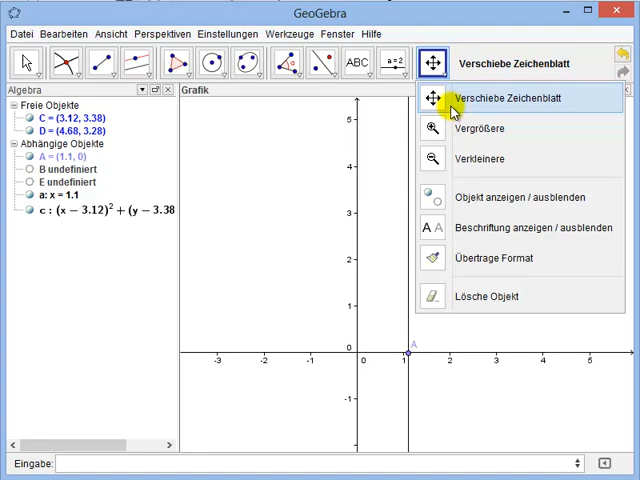 GeoGebra
Datei Bearbeiten Ansicht Perspektiven Einstellungen Werkzeuge Fenster Hilfe
ABC a = 2 Verschiebe Zeichenblatt
Algebra
Grafik
Verschiebe Zeichenblatt
Vergrößere
Verkleinere
Objekt anzeigen / ausblenden
A A Beschriftung anzeigen / ausblenden
Übertrage Format
Lösche Objekt
Freie Objekte
C = (3.12, 3.38)
D = (4.68, 3.28)
Abhängige Objekte
A = (1.1, 0)
B undefiniert
E undefiniert
a: x = 1.1
c : (x − 3.12)² + (y − 3.38
5
4
3
2
1
0
-1
A
-3 -2 -1 0 1 2 3 4 5
Eingabe: